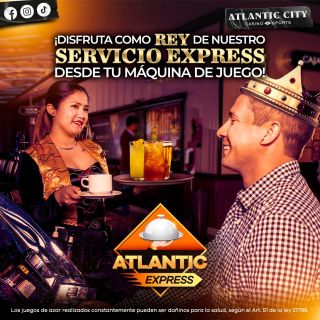 ATLANTIC CITY
CASINO & SPORTS
¡DISFRUTA COMO REY DE NUESTRO
SERVICIO EXPRESS
DESDE TU MÁQUINA DE JUEGO!
CAJA
ATLANTIC
EXPRESS
Los juegos de azar realizados constantemente pueden ser dañinos para la salud, según el Art. 51 de la ley 27796.